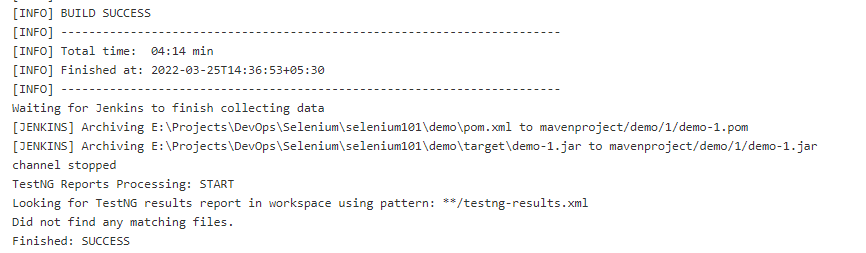 [INFO] BUILD SUCCESS
[INFO] ------------------------------------------------------------------------
[INFO] Total time:  04:14 min
[INFO] Finished at: 2022-03-25T14:36:53+05:30
[INFO] ------------------------------------------------------------------------
Waiting for Jenkins to finish collecting data
[JENKINS] Archiving E:\Projects\DevOps\Selenium\selenium101\demo\pom.xml to mavenproject/demo/1/demo-1.pom
[JENKINS] Archiving E:\Projects\DevOps\Selenium\selenium101\demo\target\demo-1.jar to mavenproject/demo/1/demo-1.jar
channel stopped
TestNG Reports Processing: START
Looking for TestNG results report in workspace using pattern: **/testng-results.xml
Did not find any matching files.
Finished: SUCCESS